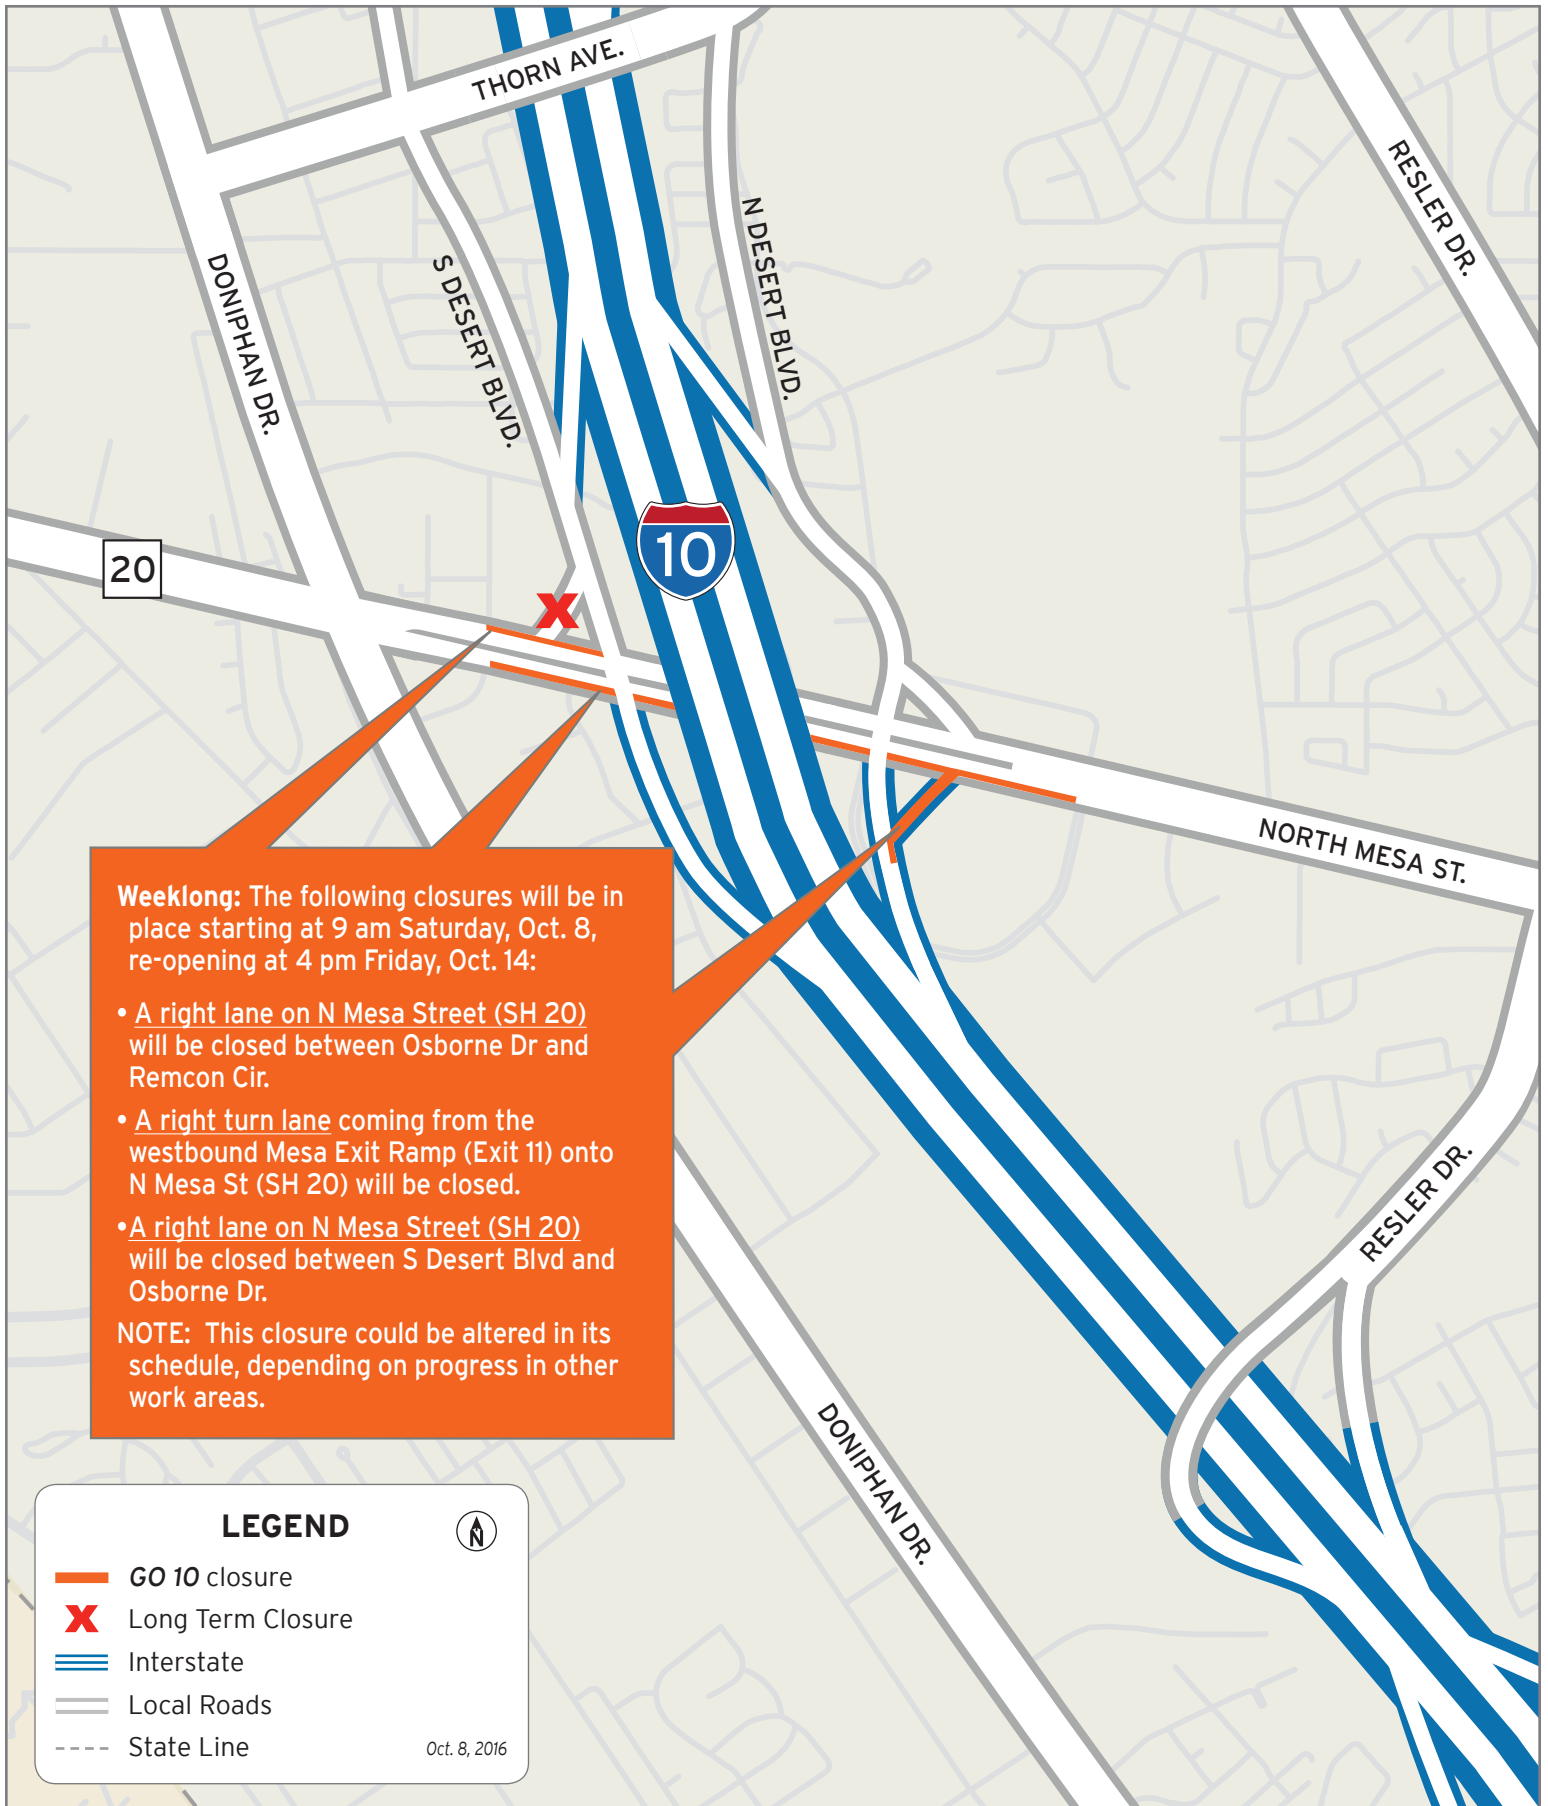 THORN AVE.
RESLER DR.
N DESERT BLVD.
S DESERT BLVD.
DONIPHAN DR.
10
20
NORTH MESA ST.
Weeklong: The following closures will be in
place starting at 9 am Saturday, Oct. 8,
re-opening at 4 pm Friday, Oct. 14:
• A right lane on N Mesa Street (SH 20)
will be closed between Osborne Dr and
Remcon Cir.
• A right turn lane coming from the
westbound Mesa Exit Ramp (Exit 11) onto
N Mesa St (SH 20) will be closed.
•A right lane on N Mesa Street (SH 20)
will be closed between S Desert Blvd and
Osborne Dr.
NOTE: This closure could be altered in its
schedule, depending on progress in other
work areas.
RESLER DR.
DONIPHAN DR.
LEGEND
N
GO 10 closure
X Long Term Closure
Interstate
Local Roads
State Line
Oct. 8, 2016